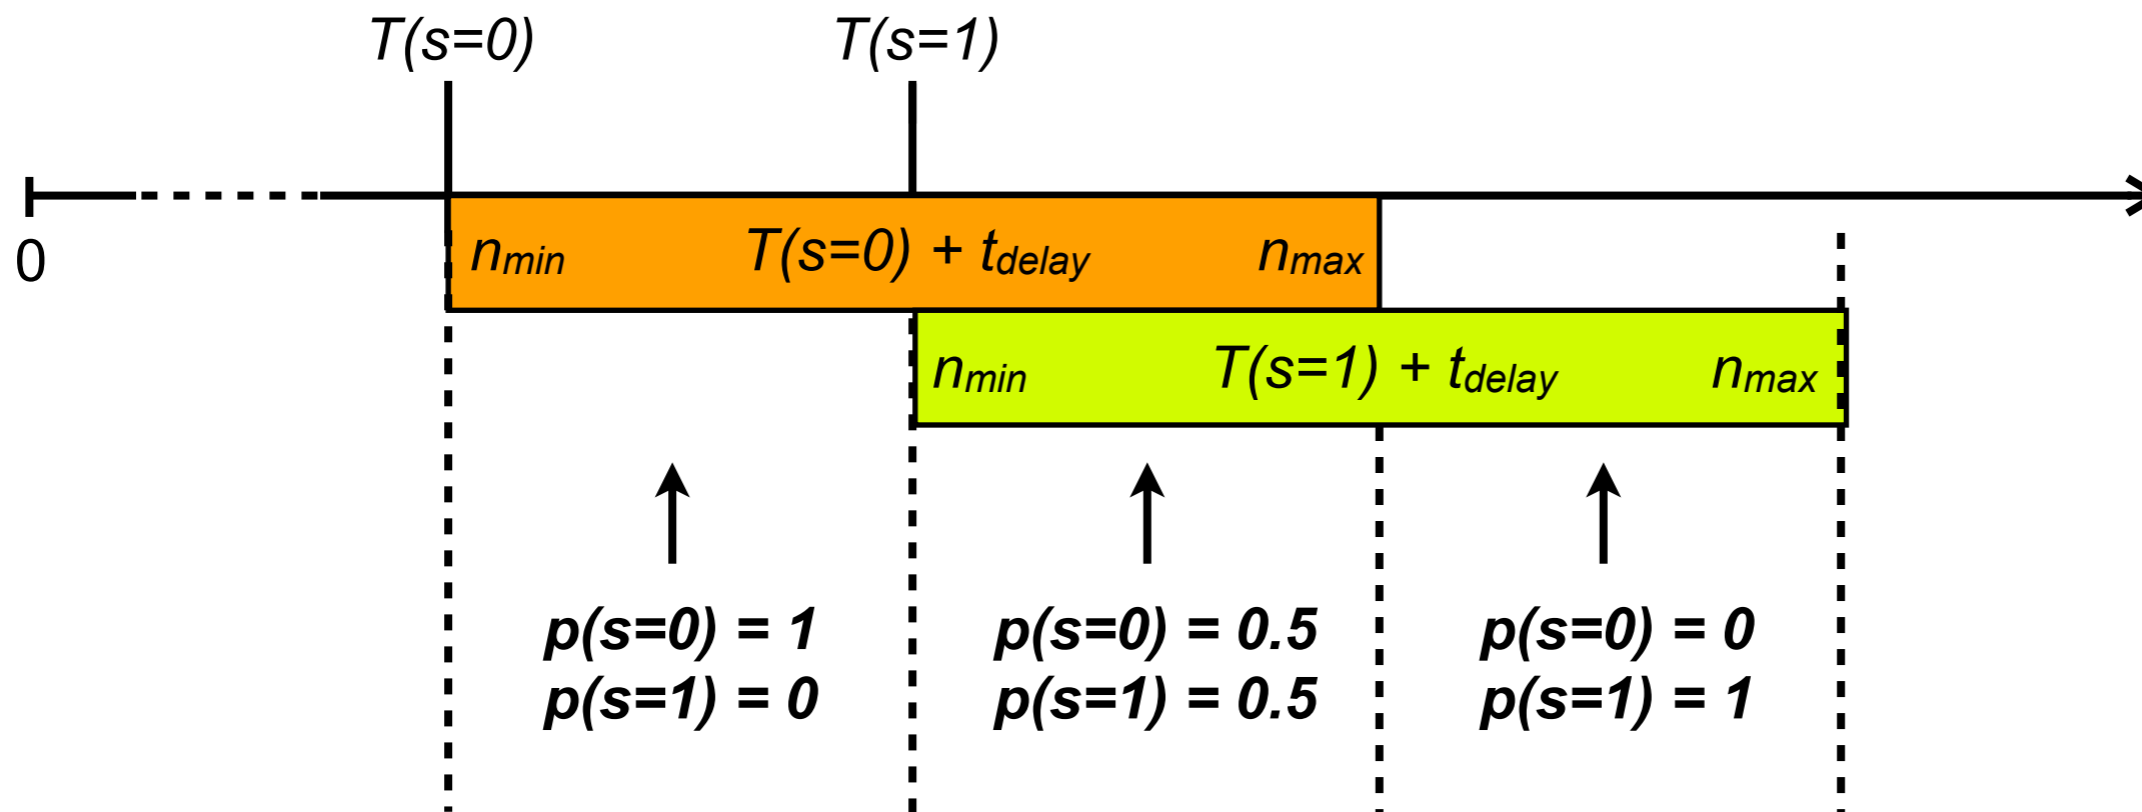 T(s=0) T(s=1)
0
nmin T(s=0) + tdelay nmax
nmin T(s=1) + tdelay nmax
p(s=0) = 1 p(s=0) = 0.5 p(s=0) = 0
p(s=1) = 0 p(s=1) = 0.5 p(s=1) = 1